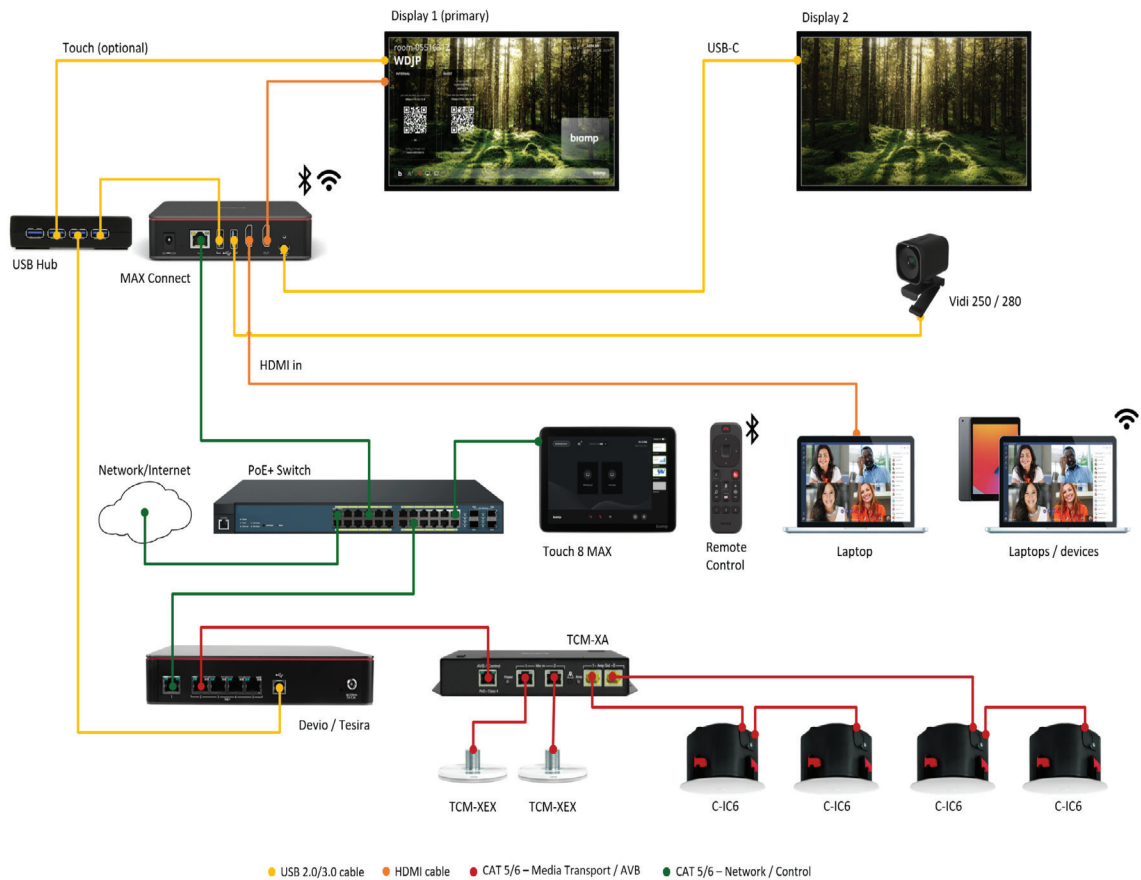 Display 1 (primary)
Display 2
Touch (optional)
USB-C
WDJP
biamp
USB Hub
MAX Connect
Vidi 250 / 280
HDMI in
Network/Internet
PoE+ Switch
Touch 8 MAX
Remote
Control
Laptop
Laptops / devices
TCM-XA
Devio / Tesira
TCM-XEX
TCM-XEX
C-IC6
C-IC6
C-IC6
C-IC6
USB 2.0/3.0 cable
HDMI cable
CAT 5/6 – Media Transport / AVB
CAT 5/6 – Network / Control